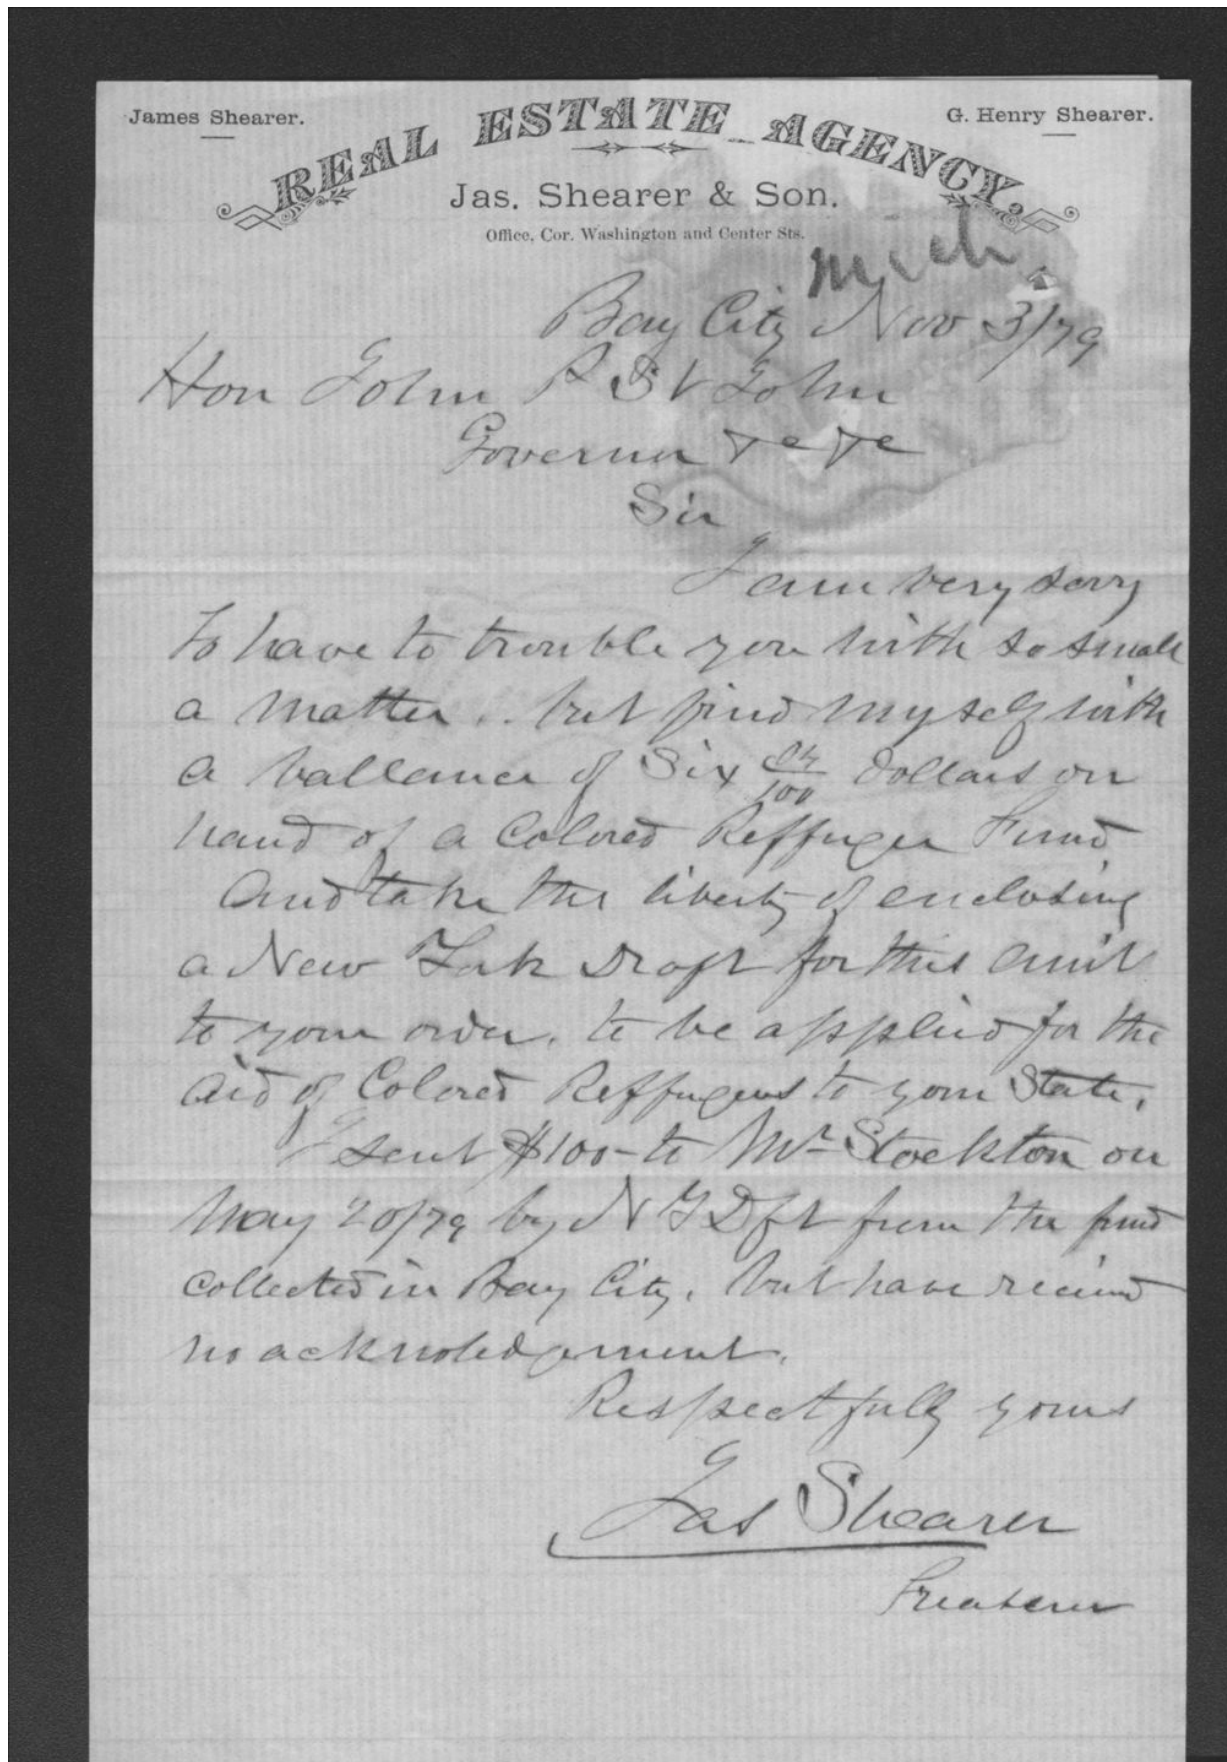 James Shearer.
G. Henry Shearer.
REAL ESTATE AGENCY,
Jas. Shearer & Son.
Office, Cor. Washington and Center Sts.
Mich.
Bay City Nov 3/79
Hon John P St John
Governor
Sir
I am very sorry
to have to trouble you with so small
a matter.. but find myself with
a ballance of Six /100 dollars on
hand of a Colored Reffugee Fund
And take the liberty of enclosing
a New York Draft for this amt
to your order. to be applied for the
aid of Colored Reffugees to your State.
I sent $100- to Mr Stockton on
May 20/79 by N Y Dft from the fund
collected in Bay City. but have recievd
no acknoledgement.
Respectfully yours
Jas Shearer
Treaserer